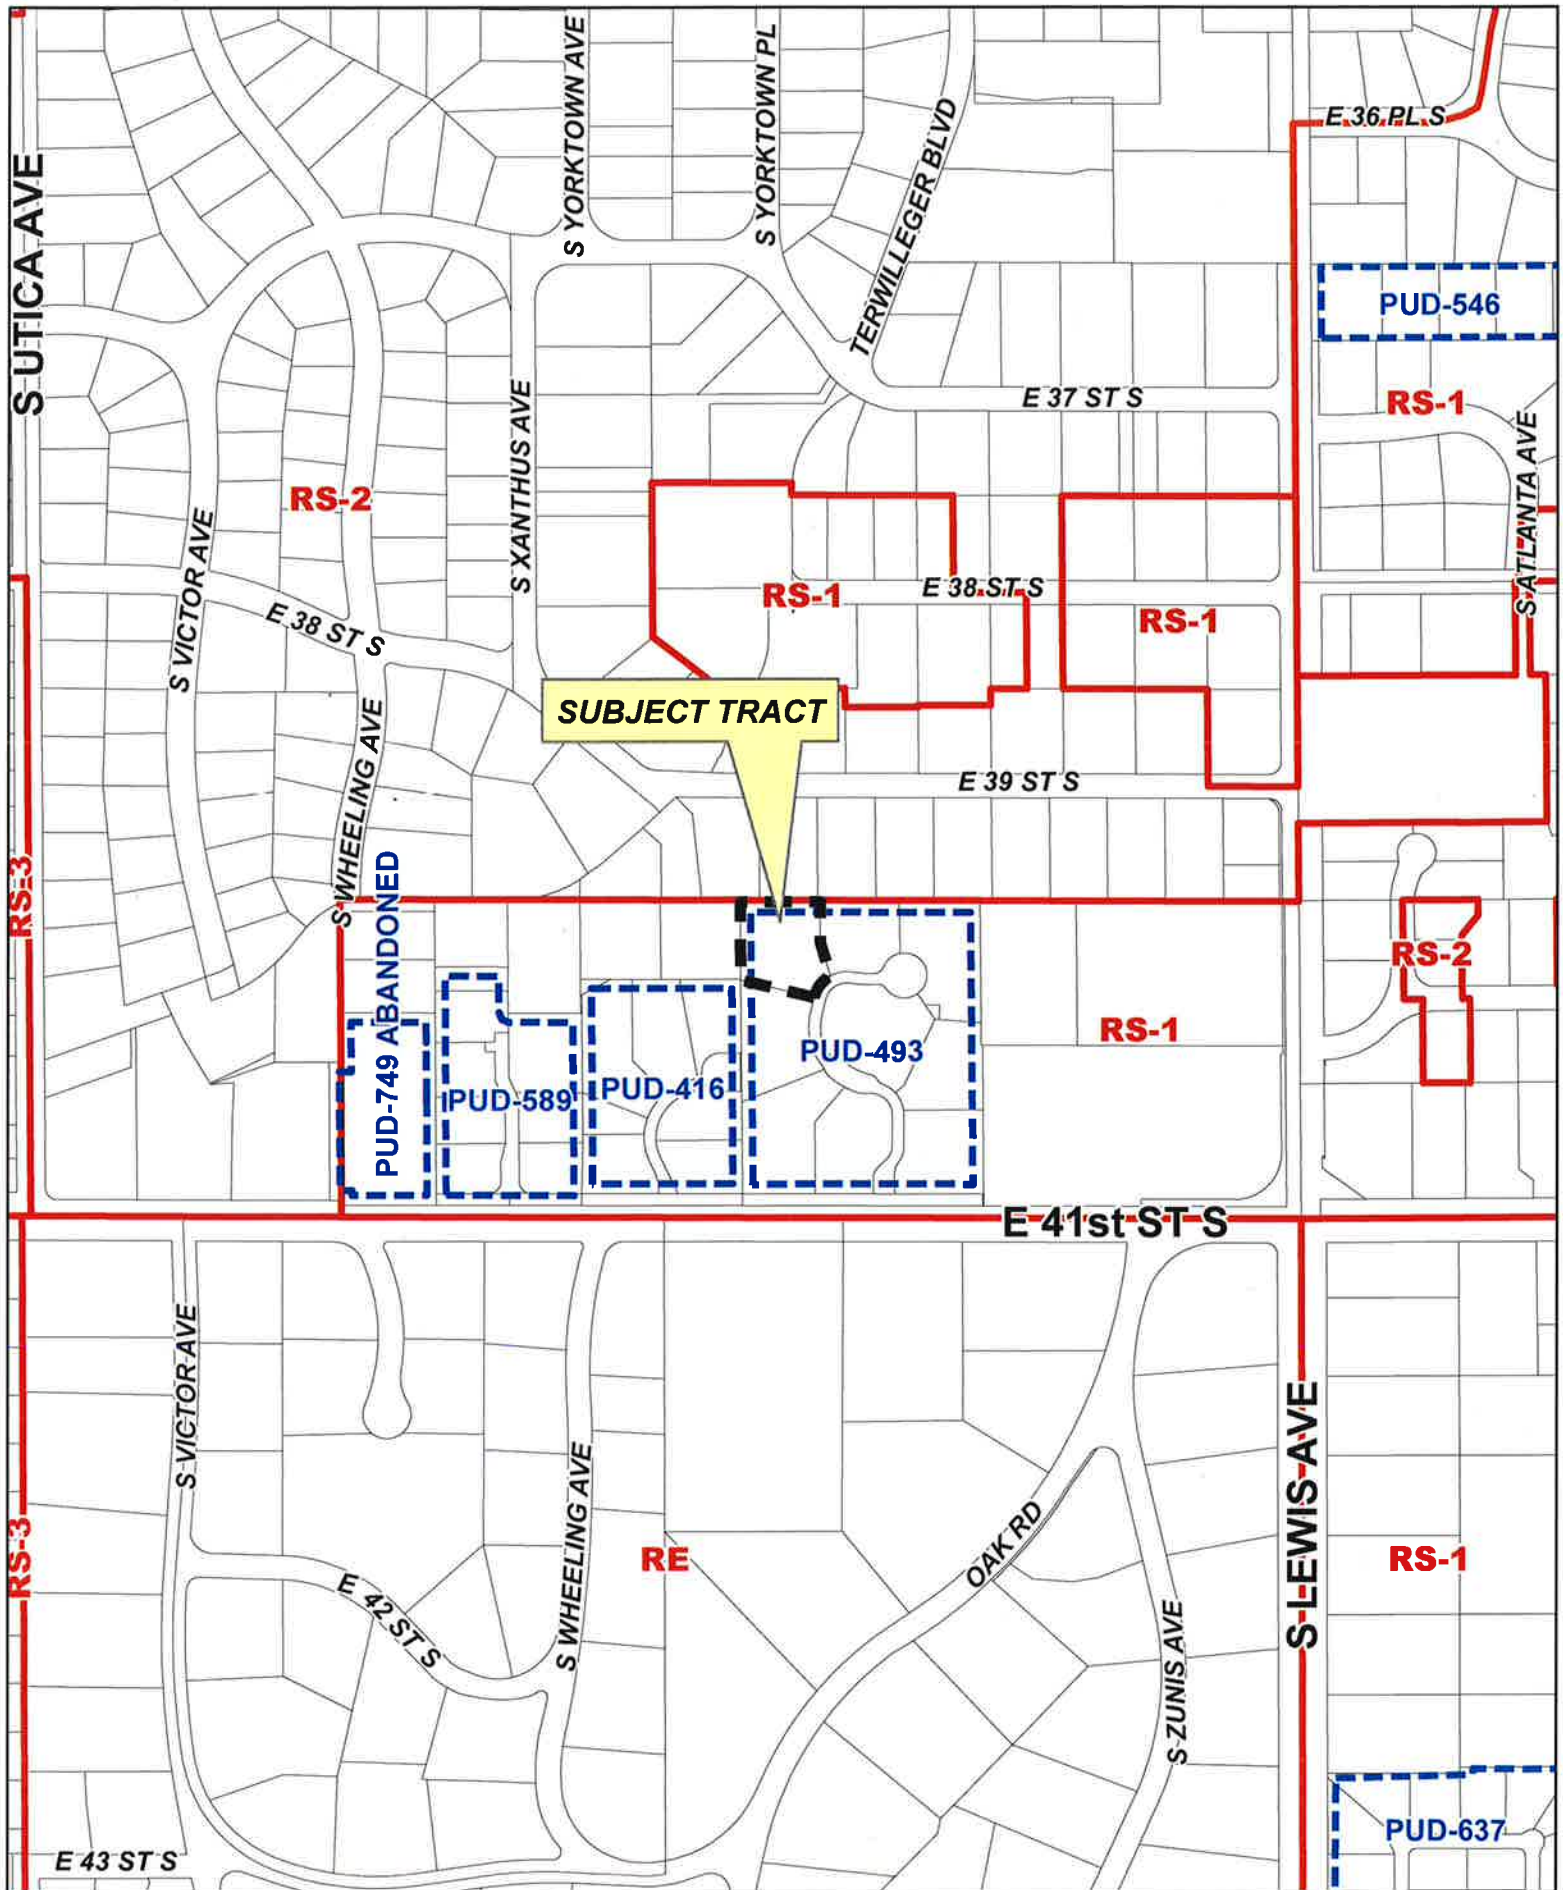 S YORKTOWN AVE
S YORKTOWN PL
TERWILLEGER BLVD
E 36 PL S
S UTICA AVE
PUD-546
E 37 ST S
RS-1
S XANTHUS AVE
S ATLANTA AVE
RS-2
S VICTOR AVE
E 38 ST S
RS-1
E 38 ST S
RS-1
S WHEELING AVE
SUBJECT TRACT
E 39 ST S
RS-3
PUD-749 ABANDONED
RS-2
PUD-589
PUD-416
PUD-493
RS-1
E 41st ST S
S VICTOR AVE
S WHEELING AVE
S LEWIS AVE
RS-3
RE
OAK RD
RS-1
E 42 ST S
S ZUNIS AVE
PUD-637
E 43 ST S